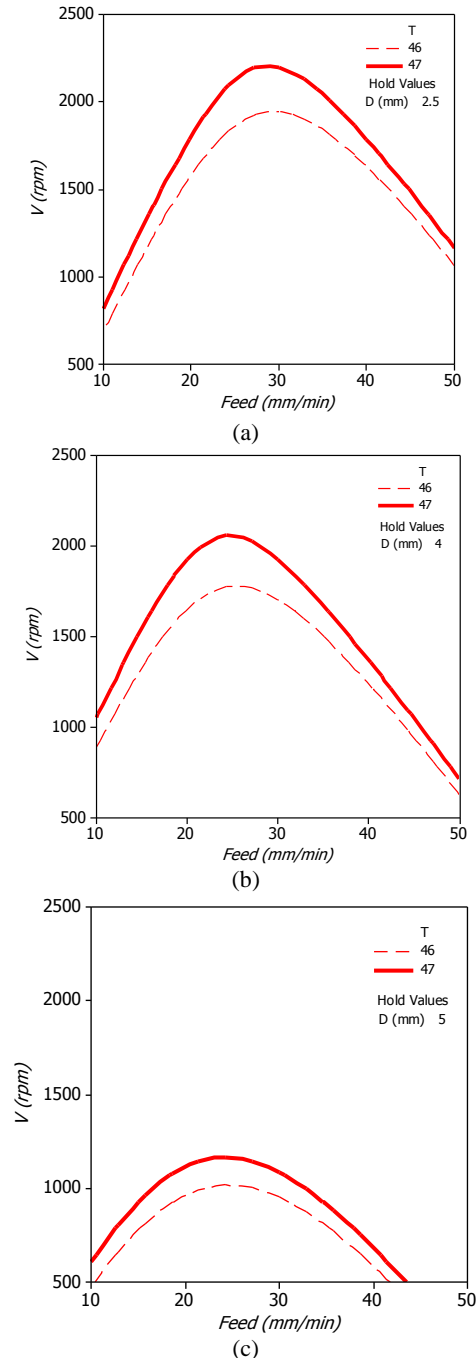 2500
2000
1500
1000
500
V (rpm)
T
46
47
Hold Values
D (mm) 2.5
10 20 30 40 50
Feed (mm/min)
(a)
2500
2000
1500
1000
500
V (rpm)
T
46
47
Hold Values
D (mm) 4
10 20 30 40 50
Feed (mm/min)
(b)
2500
2000
1500
1000
500
V (rpm)
T
46
47
Hold Values
D (mm) 5
10 20 30 40 50
Feed (mm/min)
(c)